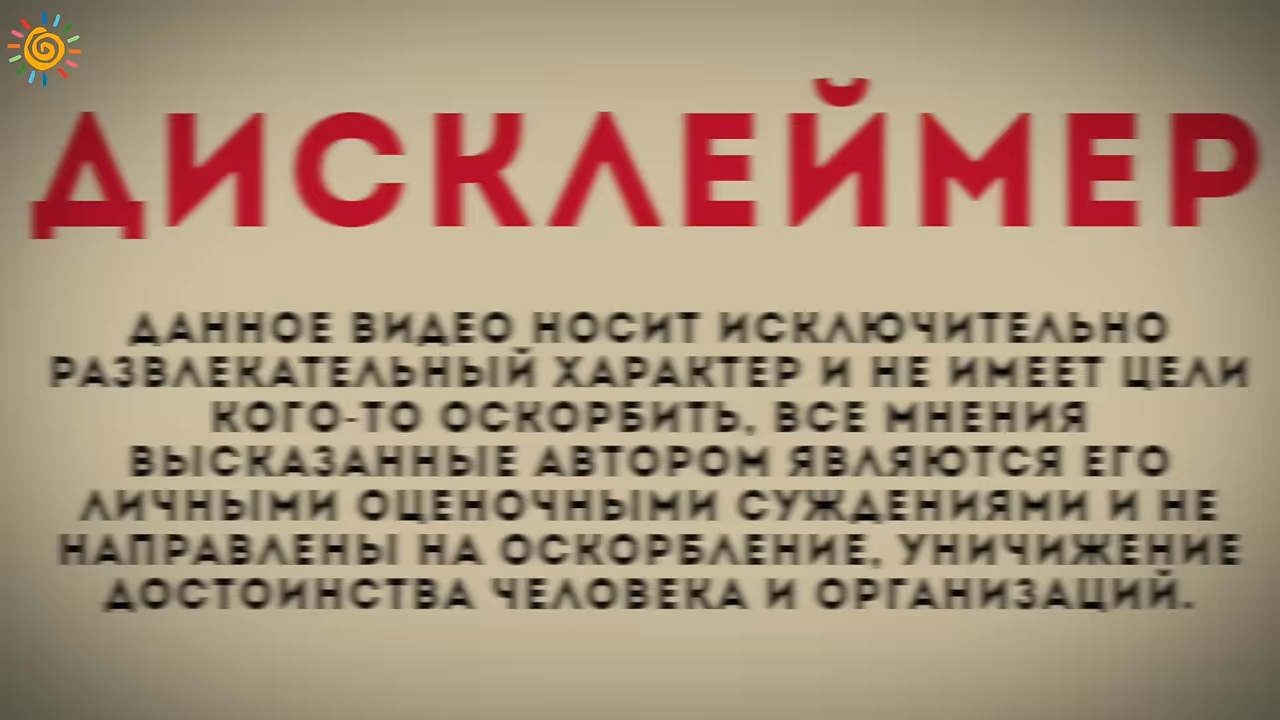 ДИСКЛЕЙМЕР
ДАННОЕ ВИДЕО НОСИТ ИСКЛЮЧИТЕЛЬНО
РАЗВЛЕКАТЕЛЬНЫЙ ХАРАКТЕР И НЕ ИМЕЕТ ЦЕЛИ
КОГО-ТО ОСКОРБИТЬ, ВСЕ МНЕНИЯ
ВЫСКАЗАННЫЕ АВТОРОМ ЯВЛЯЮТСЯ ЕГО
ЛИЧНЫМИ ОЦЕНОЧНЫМИ СУЖДЕНИЯМИ И НЕ
НАПРАВЛЕНЫ НА ОСКОРБЛЕНИЕ, УНИЧИЖЕНИЕ
ДОСТОИНСТВА ЧЕЛОВЕКА И ОРГАНИЗАЦИЙ.